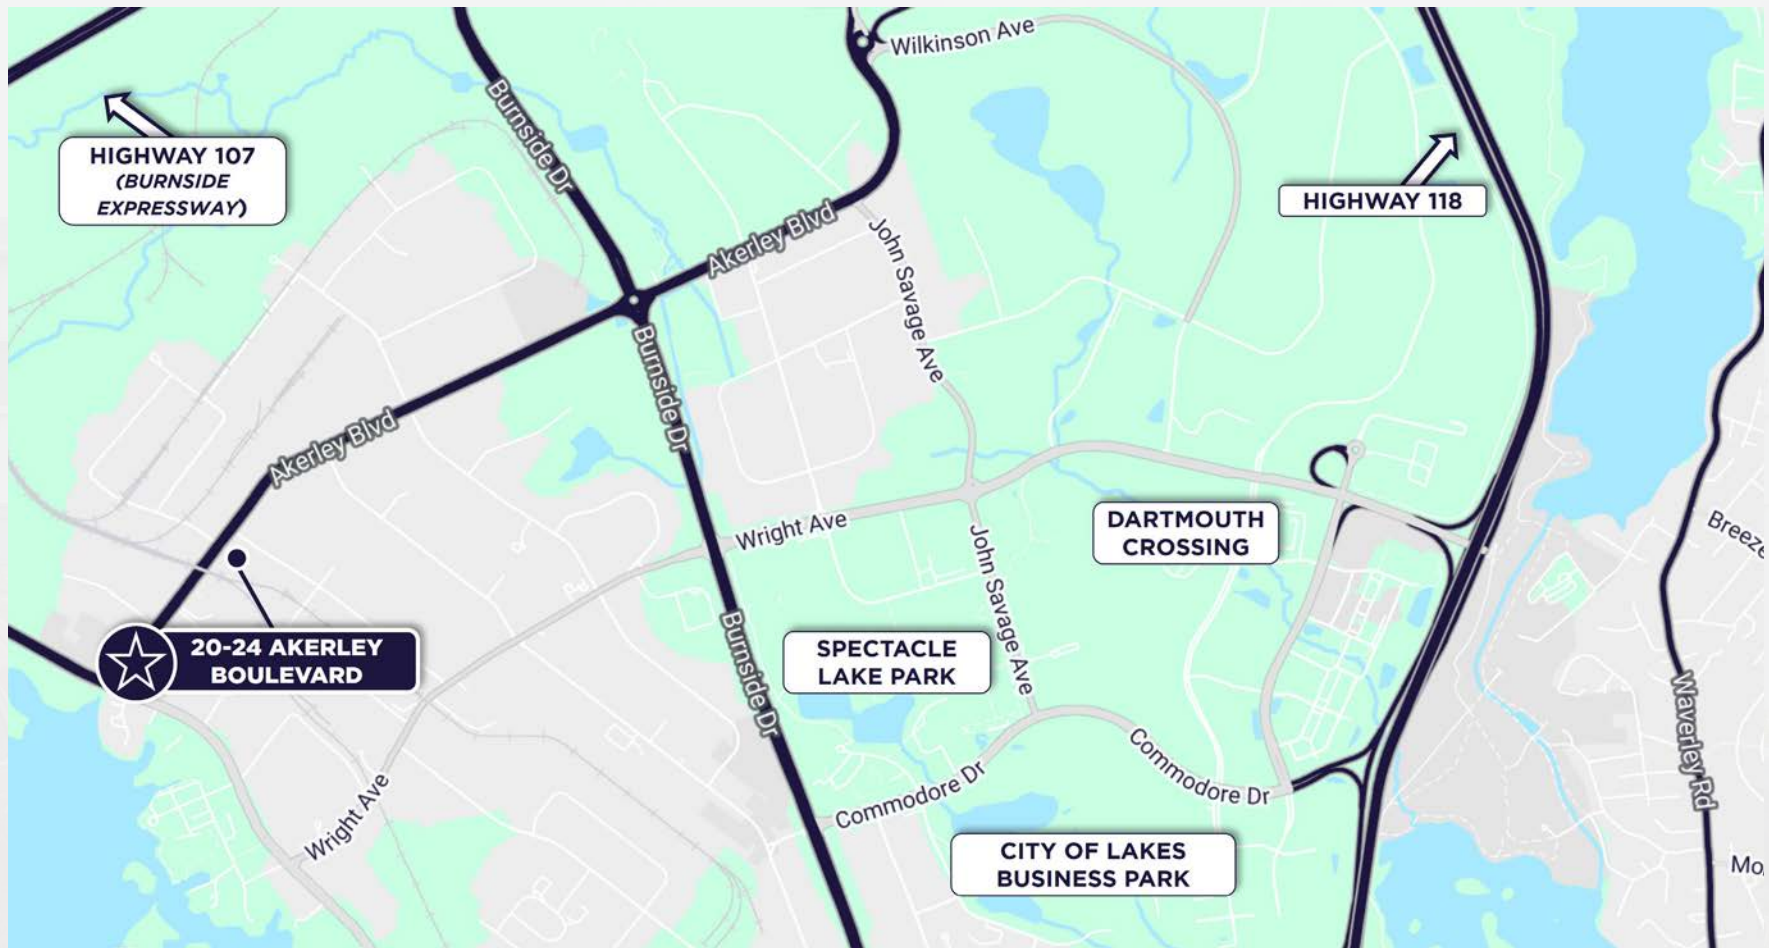 Wilkinson Ave
Burnside Dr
HIGHWAY 107
(BURNSIDE
EXPRESSWAY)
HIGHWAY 118
Akerley Blvd
John Savage Ave
Burnside Dr
Akerley Blvd
Wright Ave
DARTMOUTH
CROSSING
Breeze
John Savage Ave
20-24 AKERLEY
BOULEVARD
SPECTACLE
LAKE PARK
Burnside Dr
Waverley Rd
Commodore Dr
Commodore Dr
Wright Ave
CITY OF LAKES
BUSINESS PARK
Mo